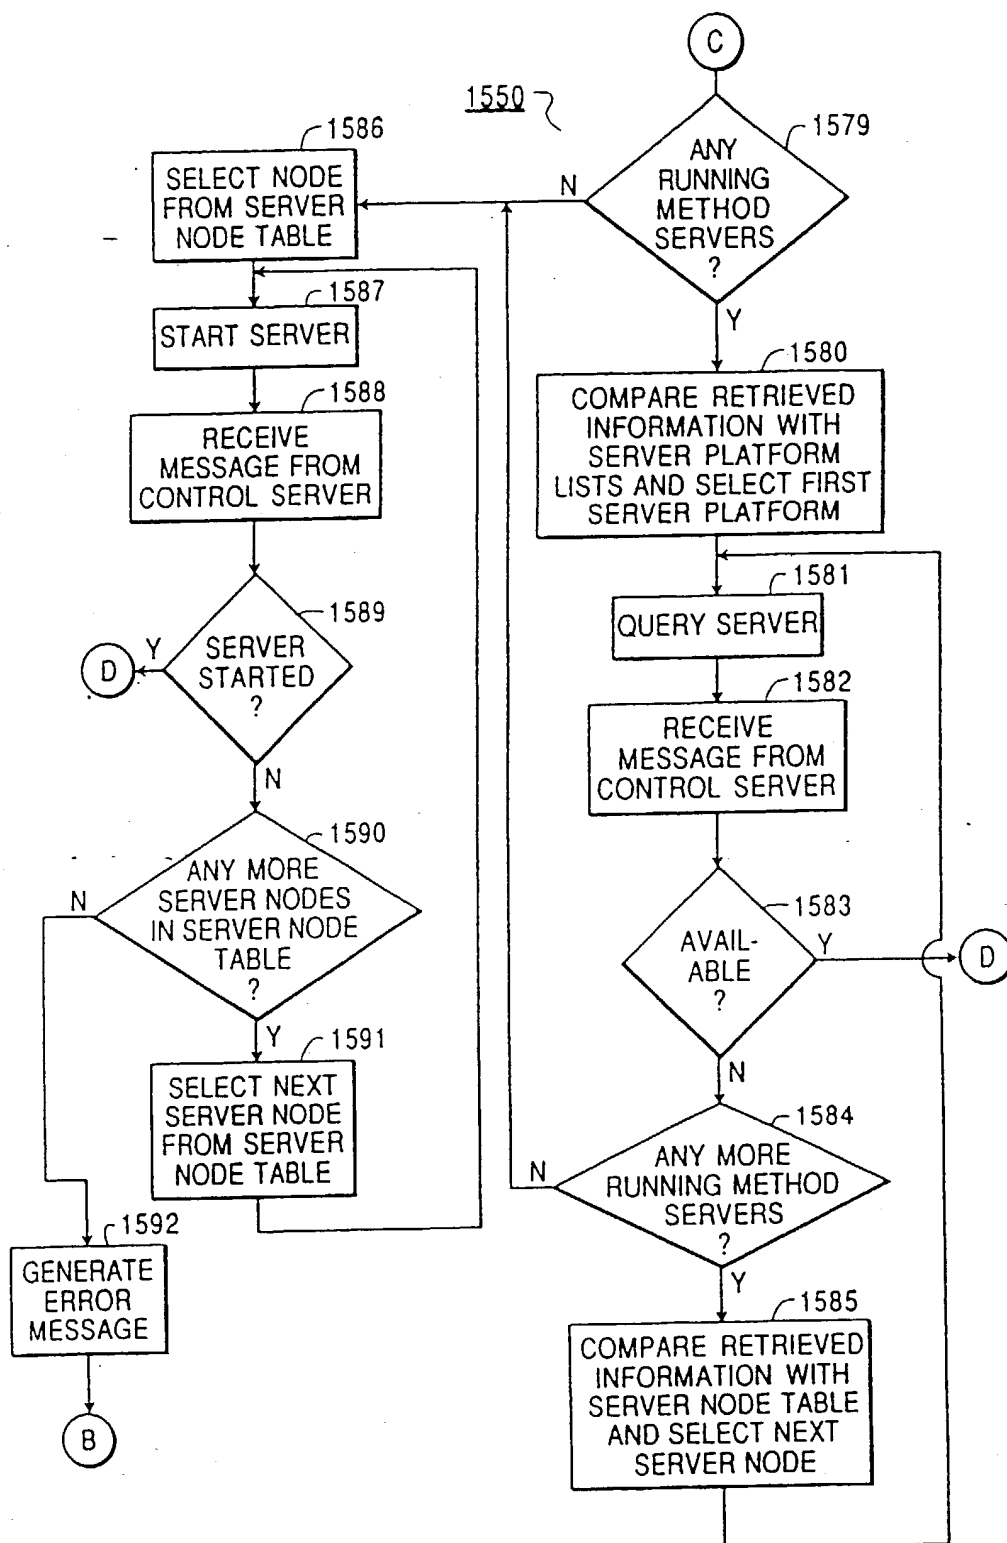 C
1550
1579
ANY
RUNNING
METHOD
SERVERS
?
N
Y
1586
SELECT NODE
FROM SERVER
NODE TABLE
1587
START SERVER
1588
RECEIVE
MESSAGE FROM
CONTROL SERVER
1589
SERVER
STARTED
?
Y
D
N
1590
ANY MORE
SERVER NODES
IN SERVER NODE
TABLE
?
N
Y
1591
SELECT NEXT
SERVER NODE
FROM SERVER
NODE TABLE
1592
GENERATE
ERROR
MESSAGE
B
1580
COMPARE RETRIEVED
INFORMATION WITH
SERVER PLATFORM
LISTS AND SELECT FIRST
SERVER PLATFORM
1581
QUERY SERVER
1582
RECEIVE
MESSAGE FROM
CONTROL SERVER
1583
AVAIL-
ABLE
?
Y
D
N
1584
ANY MORE
RUNNING METHOD
SERVERS
?
N
Y
1585
COMPARE RETRIEVED
INFORMATION WITH
SERVER NODE TABLE
AND SELECT NEXT
SERVER NODE